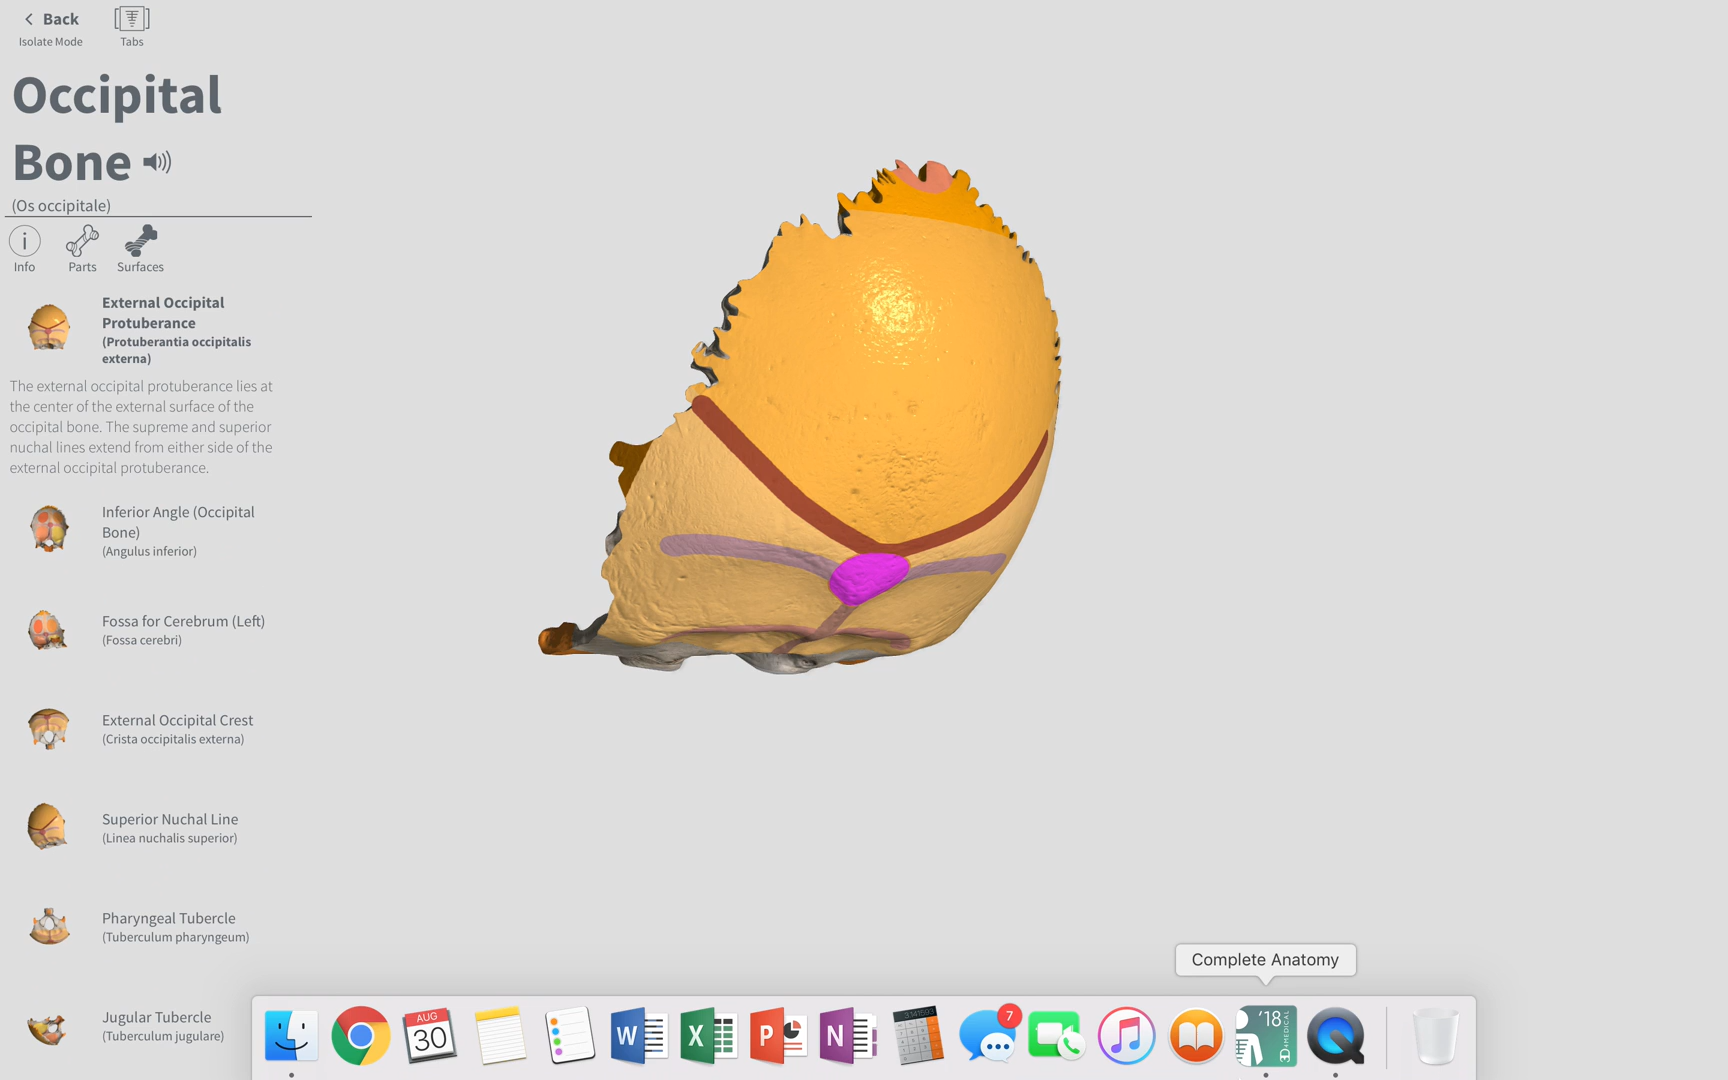 Back
Isolate Mode
Tabs
Occipital
Bone
(Os occipitale)
Info
Parts
Surfaces
External Occipital
Protuberance
(Protuberantia occipitalis
externa)
The external occipital protuberance lies at
the center of the external surface of the
occipital bone. The supreme and superior
nuchal lines extend from either side of the
external occipital protuberance.
Inferior Angle (Occipital
Bone)
(Angulus inferior)
Fossa for Cerebrum (Left)
(Fossa cerebri)
External Occipital Crest
(Crista occipitalis externa)
Superior Nuchal Line
(Linea nuchalis superior)
Pharyngeal Tubercle
(Tuberculum pharyngeum)
Jugular Tubercle
(Tuberculum jugulare)
Complete Anatomy
AUG
30
W
X
P
N
3.141593
7
'18
3D4MEDICAL